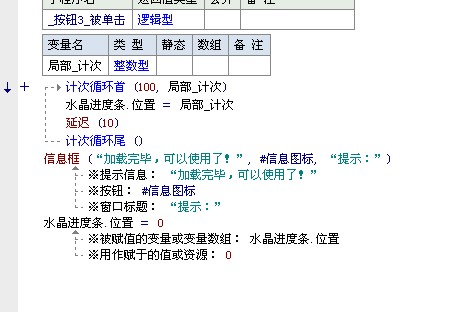 子程序名 返回值类型 公开 备 注
_按钮3_被单击 逻辑型
变量名 类 型 静态 数组 备 注
局部_计次 整数型
计次循环首 (100, 局部_计次)
水晶进度条.位置 = 局部_计次
延迟 (10)
计次循环尾 ()
信息框 (“加载完毕，可以使用了！”, #信息图标, “提示：”)
※提示信息： “加载完毕，可以使用了！”
※按钮： #信息图标
※窗口标题： “提示：”
水晶进度条.位置 = 0
※被赋值的变量或变量数组： 水晶进度条.位置
※用作赋于的值或资源： 0